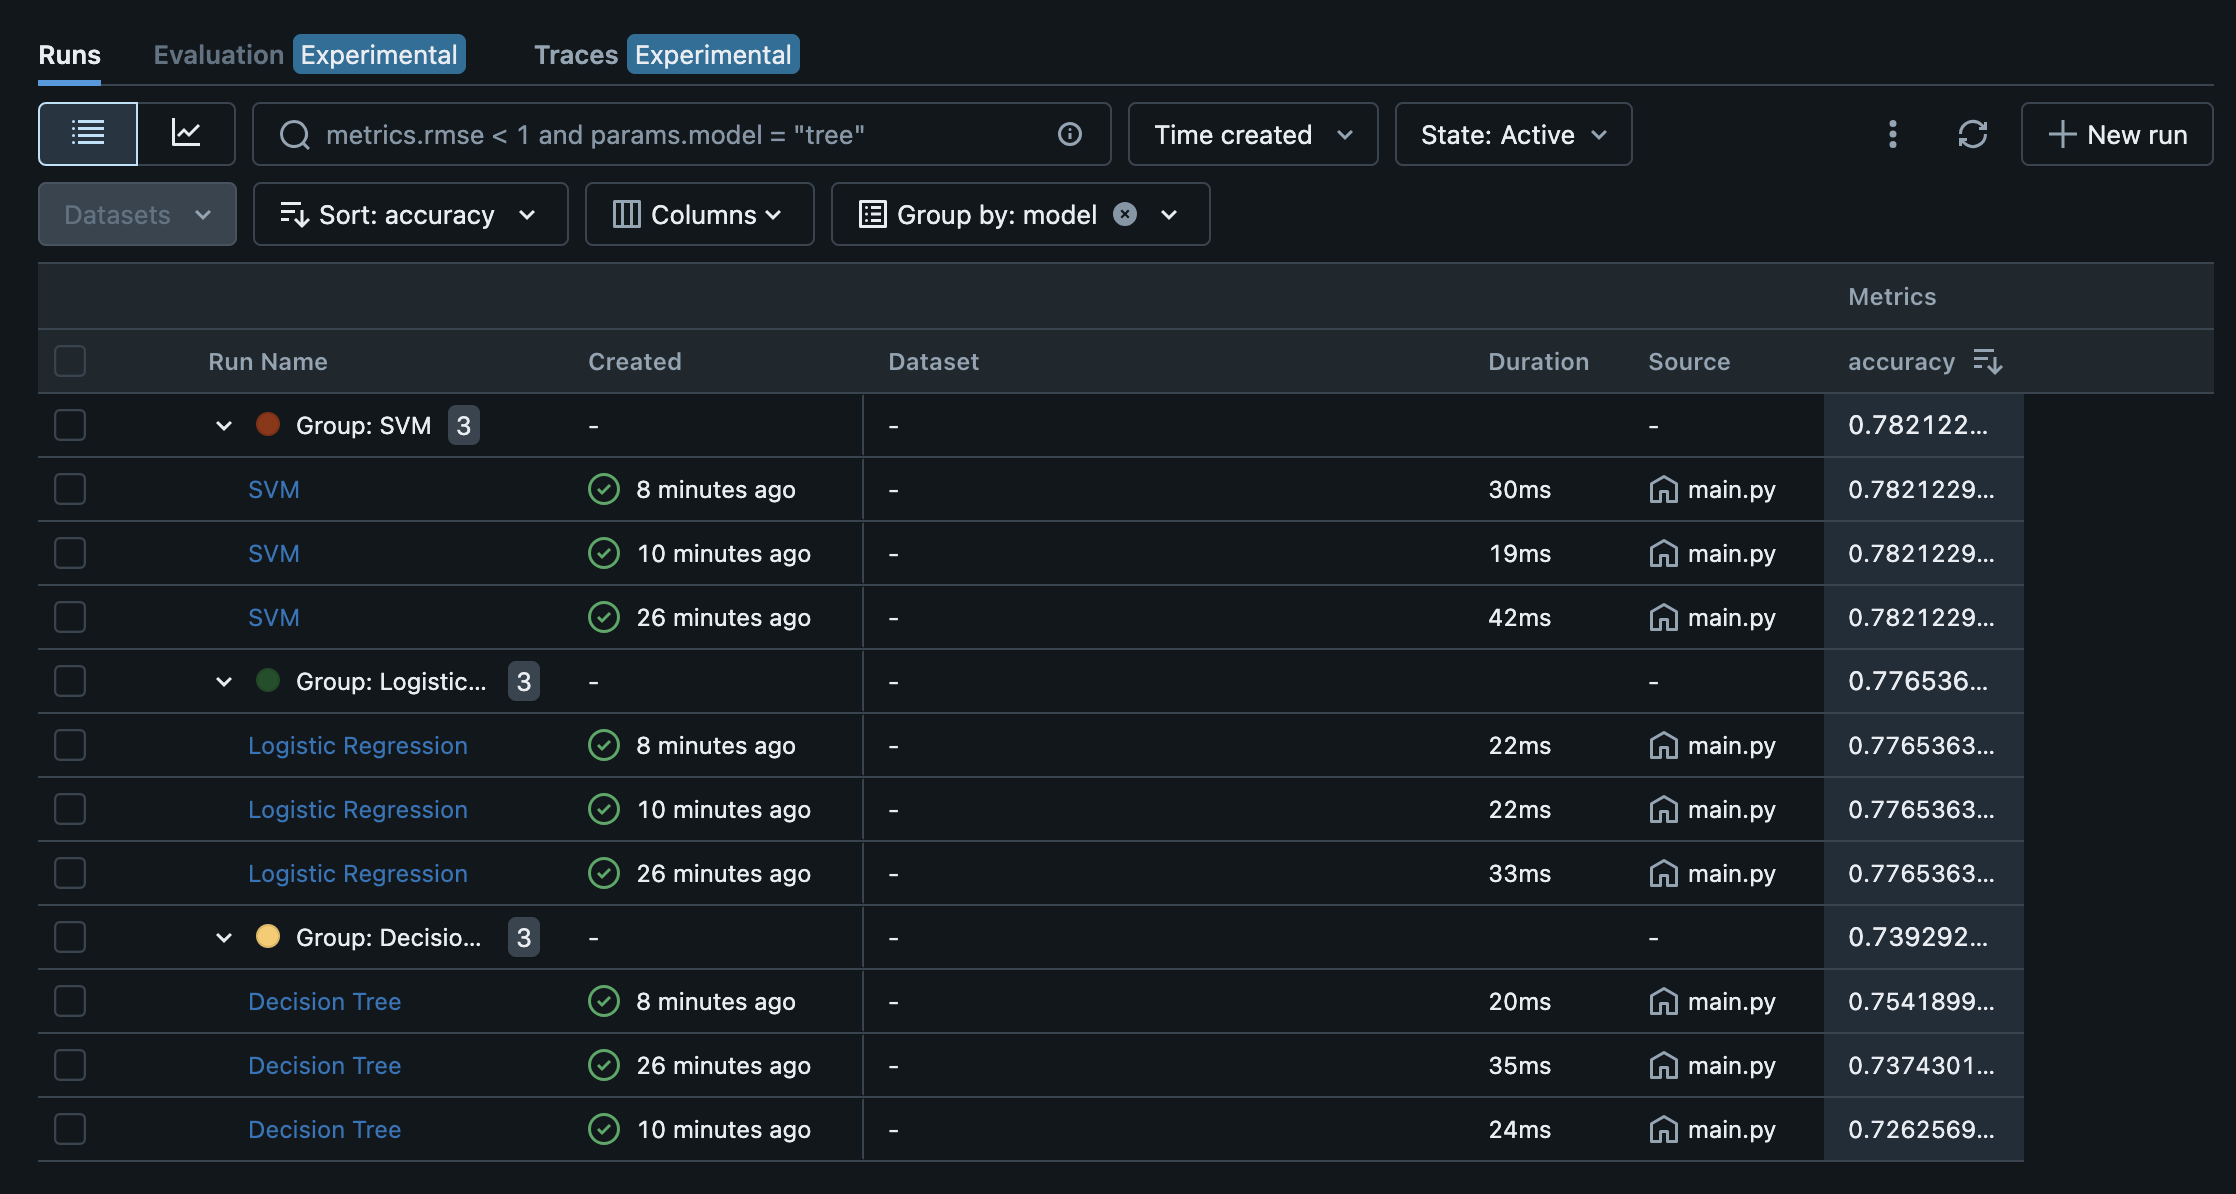 Runs Evaluation Experimental Traces Experimental
metrics.rmse < 1 and params.model = "tree" Time created State: Active New run
Datasets Sort: accuracy Columns Group by: model
Metrics
Run Name Created Dataset Duration Source accuracy
Group: SVM 3 - - - 0.782122...
SVM 8 minutes ago - 30ms main.py 0.7821229...
SVM 10 minutes ago - 19ms main.py 0.7821229...
SVM 26 minutes ago - 42ms main.py 0.7821229...
Group: Logistic... 3 - - - 0.776536...
Logistic Regression 8 minutes ago - 22ms main.py 0.7765363...
Logistic Regression 10 minutes ago - 22ms main.py 0.7765363...
Logistic Regression 26 minutes ago - 33ms main.py 0.7765363...
Group: Decisio... 3 - - - 0.739292...
Decision Tree 8 minutes ago - 20ms main.py 0.7541899...
Decision Tree 26 minutes ago - 35ms main.py 0.7374301...
Decision Tree 10 minutes ago - 24ms main.py 0.7262569...